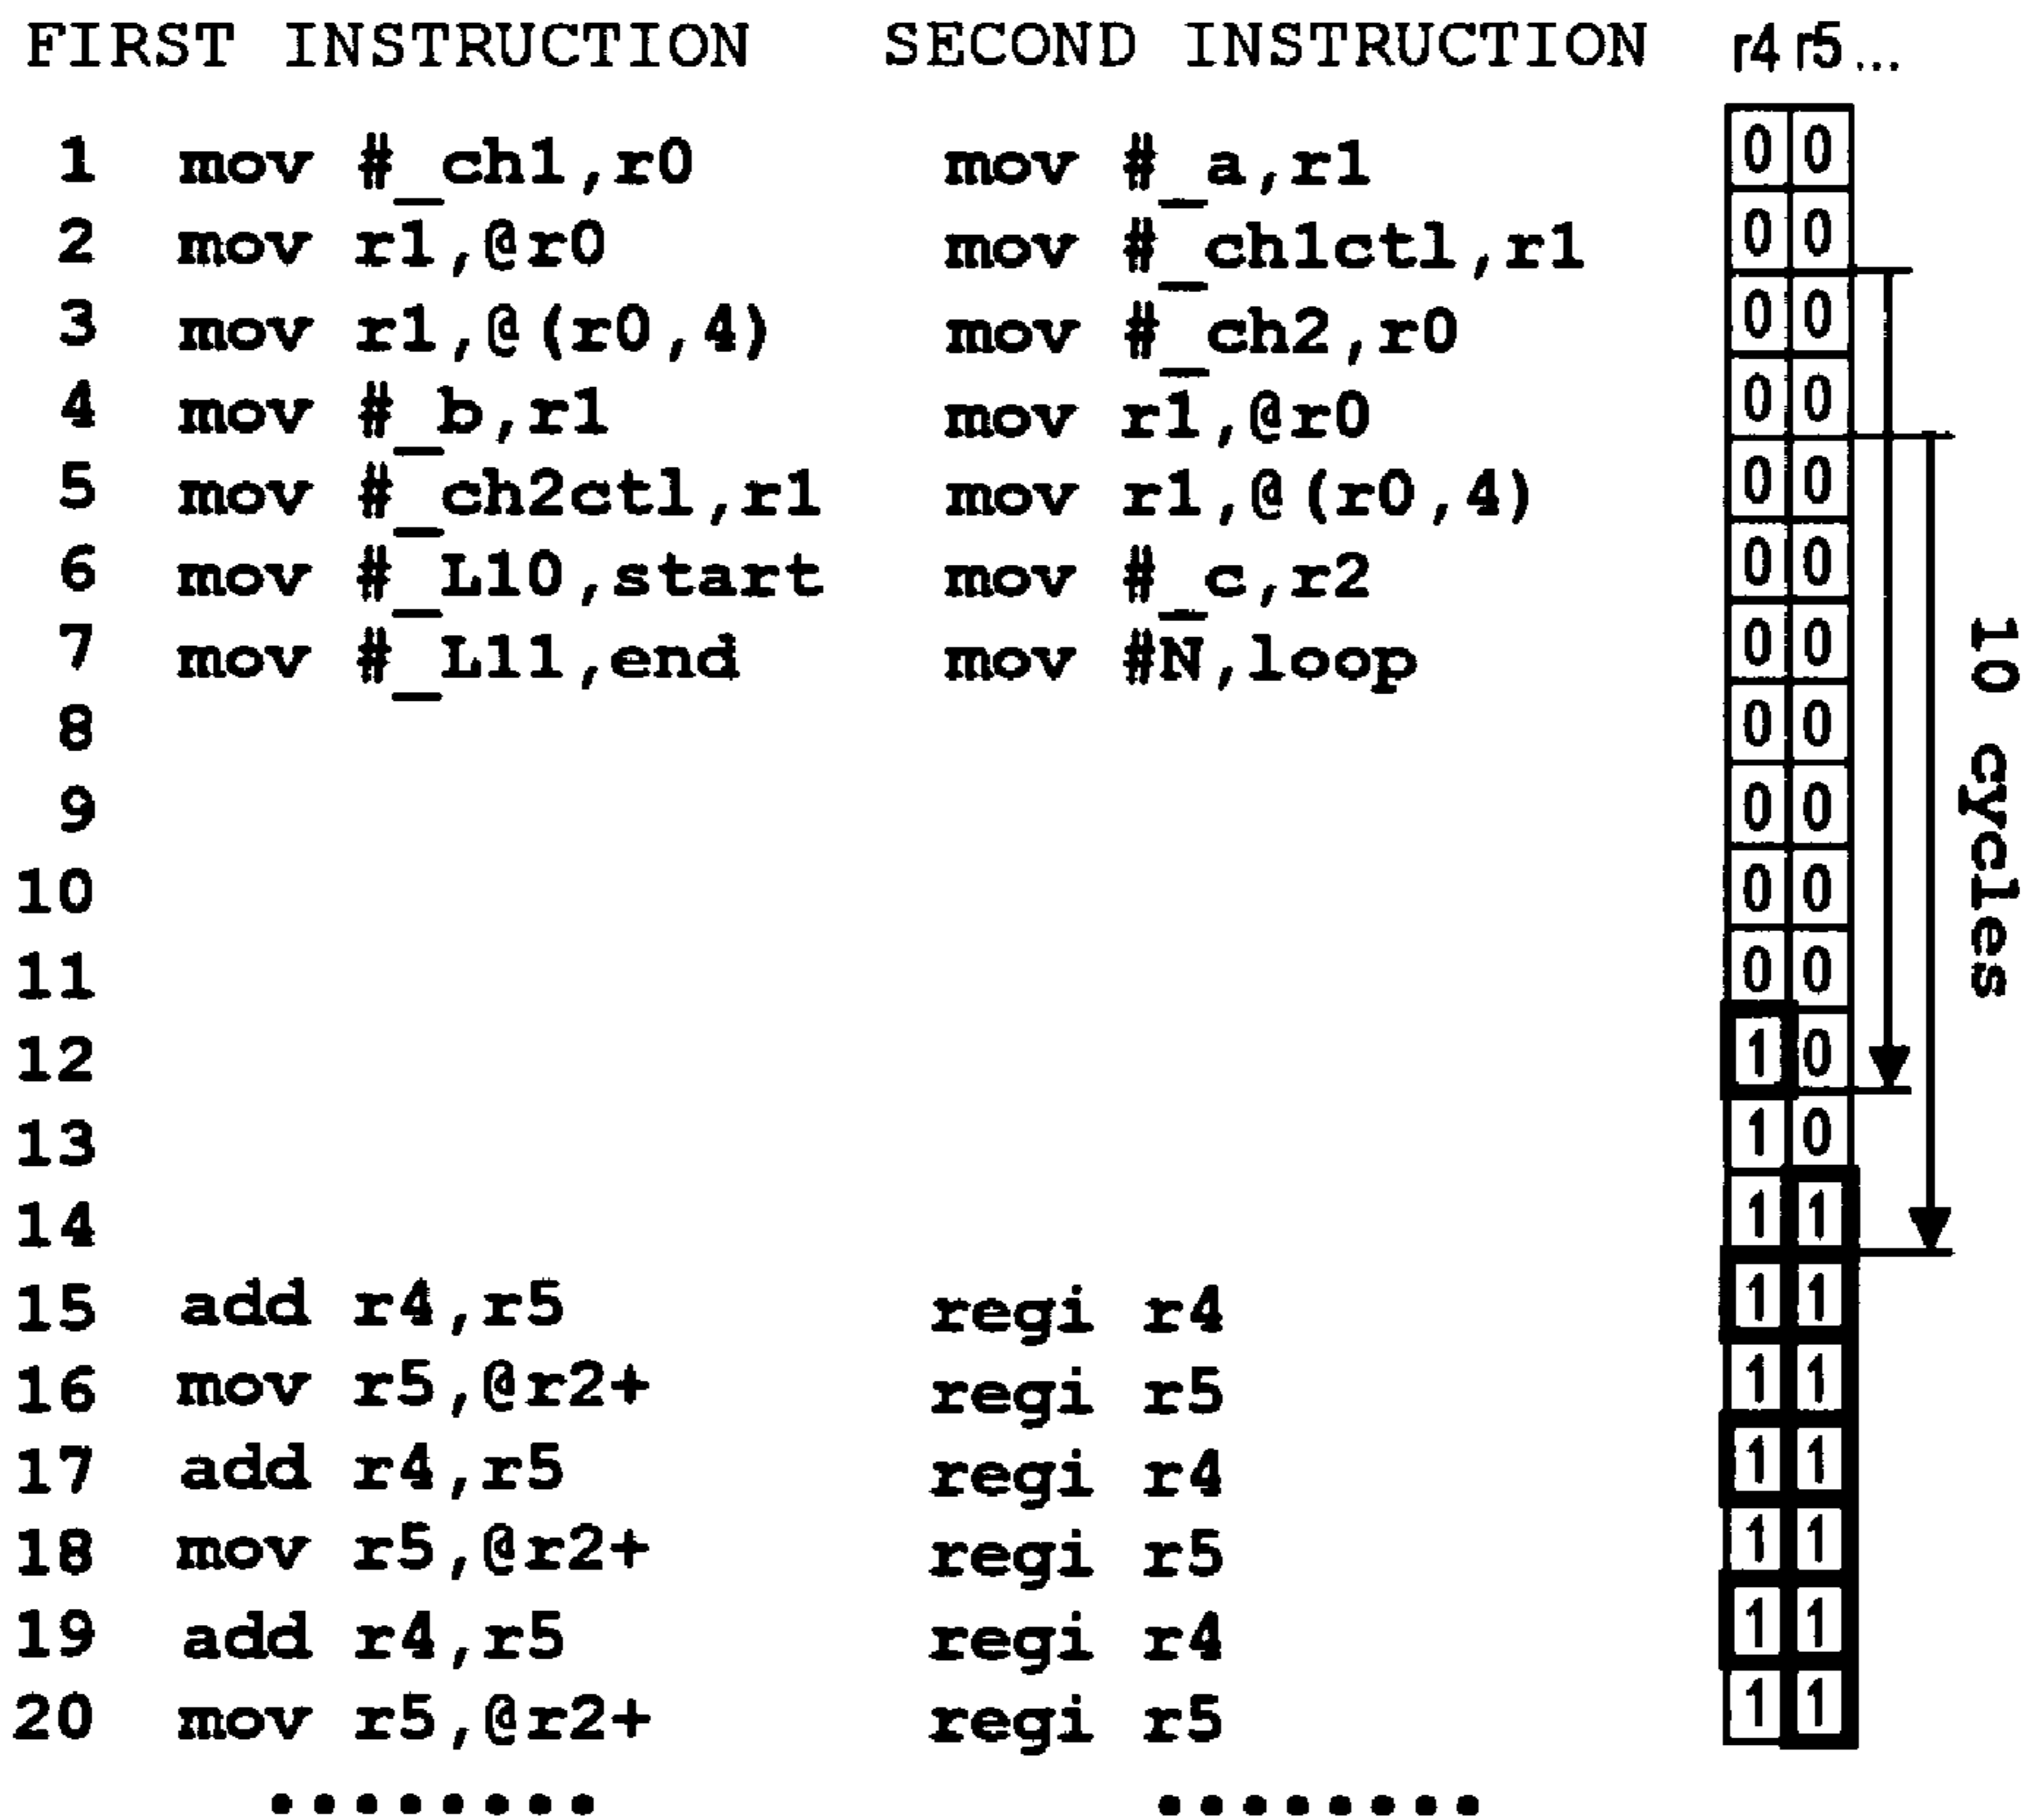 FIRST INSTRUCTION SECOND INSTRUCTION r4 r5...
1 mov #_ch1,r0 mov #_a,r1 0 0
2 mov r1,@r0 mov #_ch1ctl,r1 0 0
3 mov r1,@(r0,4) mov #_ch2,r0 0 0
4 mov #_b,r1 mov r1,@r0 0 0
5 mov #_ch2ctl,r1 mov r1,@(r0,4) 0 0
6 mov #_L10,start mov #_c,r2 0 0
7 mov #_L11,end mov #N,loop 0 0
8 0 0
9 0 0
10 0 0
11 0 0
12 1 0
13 1 0
14 1 1
15 add r4,r5 regi r4 1 1
16 mov r5,@r2+ regi r5 1 1
17 add r4,r5 regi r4 1 1
18 mov r5,@r2+ regi r5 1 1
19 add r4,r5 regi r4 1 1
20 mov r5,@r2+ regi r5 1 1
........ ........
10 cycles